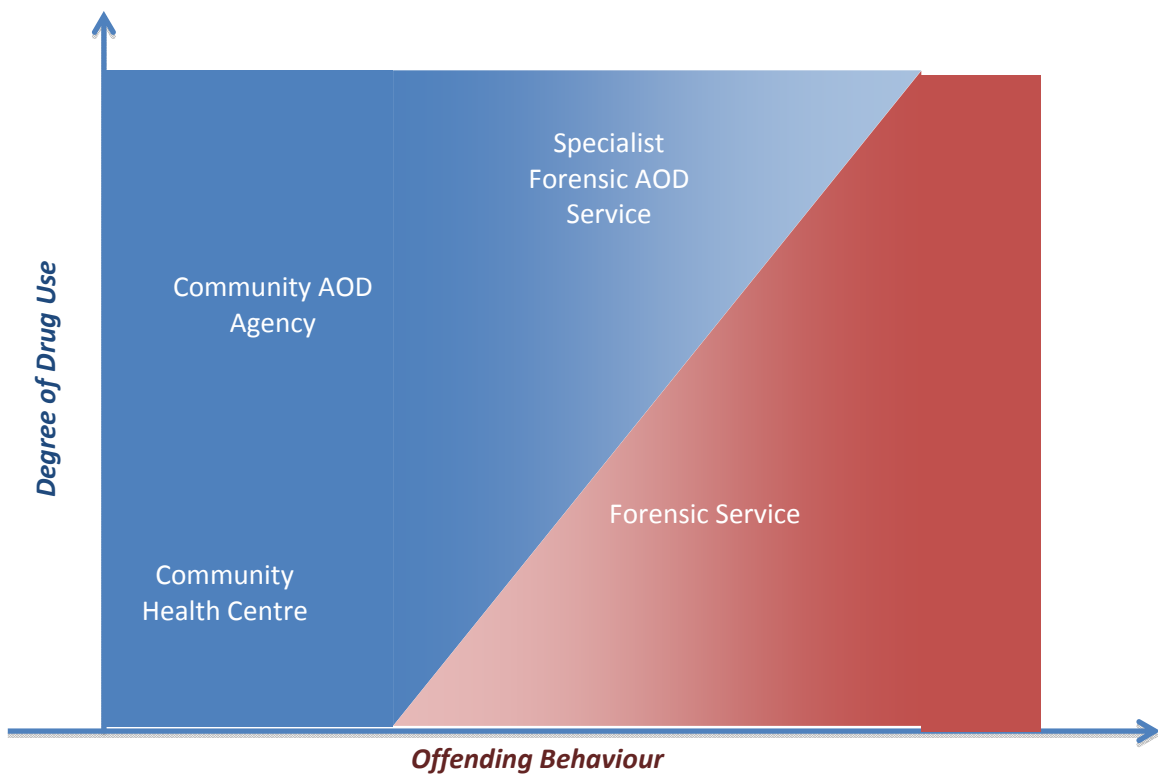 Specialist
Forensic AOD
Service
Community AOD
Agency
Degree of Drug Use
Forensic Service
Community
Health Centre
Offending Behaviour